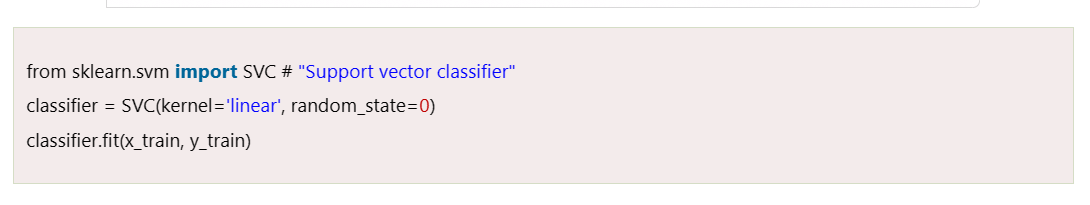 from sklearn.svm import SVC # "Support vector classifier"
classifier = SVC(kernel='linear', random_state=0)
classifier.fit(x_train, y_train)